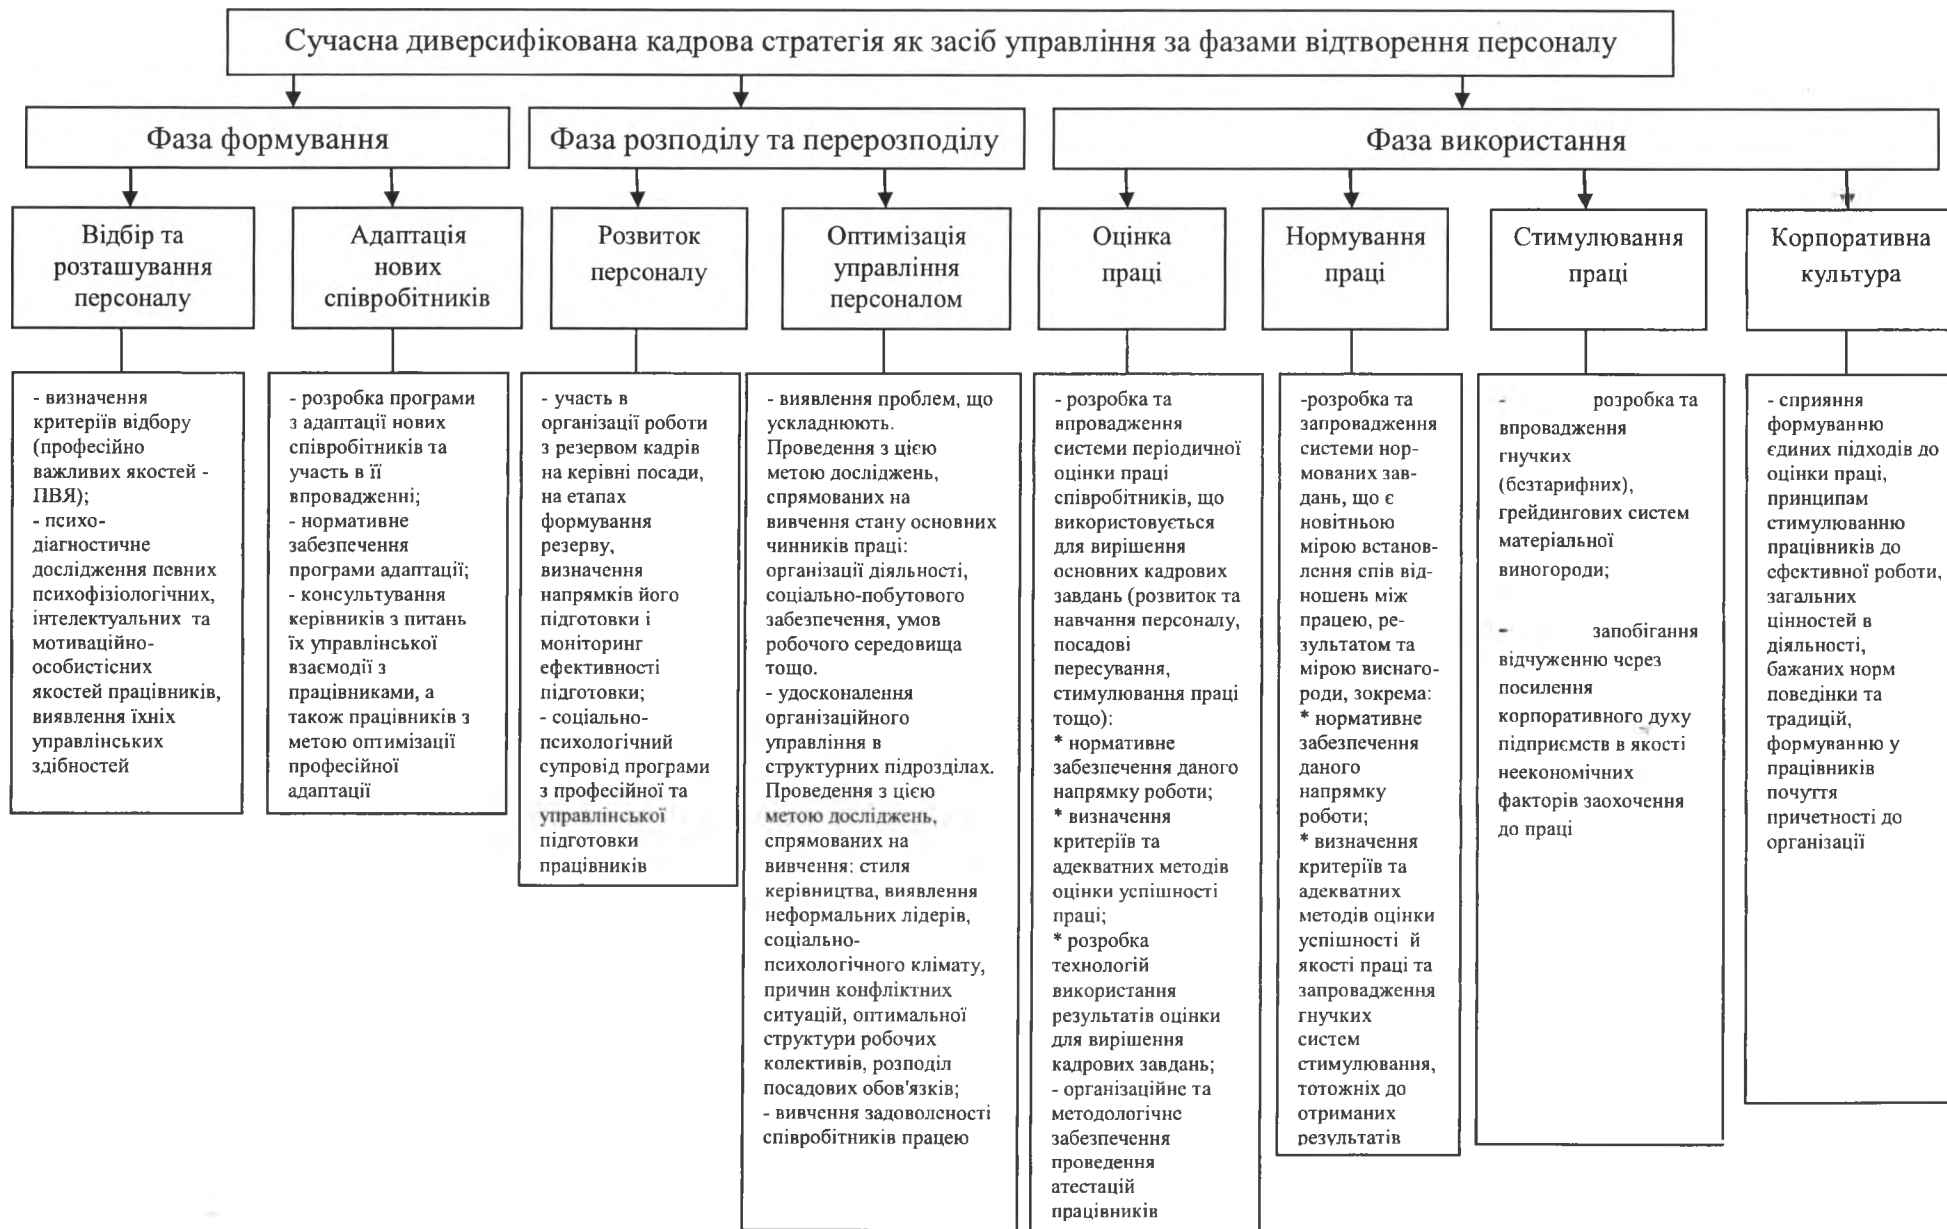 Сучасна диверсифікована кадрова стратегія як засіб управління за фазами відтворення персоналу
Фаза формування
Фаза розподілу та перерозподілу
Фаза використання
Відбір та
розташування
персоналу
Адаптація
нових
співробітників
Розвиток
персоналу
Оптимізація
управління
персоналом
Оцінка
праці
Нормування
праці
Стимулювання
праці
Корпоративна
культура
- визначення
критеріїв відбору
(професійно
важливих якостей -
ПВЯ);
- психо-
діагностичне
дослідження певних
психофізіологічних,
інтелектуальних та
мотиваційно-
особистісних
якостей працівників,
виявлення їхніх
управлінських
здібностей
- розробка програми
з адаптації нових
співробітників та
участь в її
впровадженні;
- нормативне
забезпечення
програми адаптації;
- консультування
керівників з питань
їх управлінської
взаємодії з
працівниками, а
також працівників з
метою оптимізації
професійної
адаптації
- участь в
організації роботи
з резервом кадрів
на керівні посади,
на етапах
формування
резерву,
визначення
напрямків його
підготовки і
моніторинг
ефективності
підготовки;
- соціально-
психологічний
супровід програми
з професійної та
управлінської
підготовки
працівників
- виявлення проблем, що
ускладнюють.
Проведення з цією
метою досліджень,
спрямованих на
вивчення стану основних
чинників праці:
організації діяльності,
соціально-побутового
забезпечення, умов
робочого середовища
тощо.
- удосконалення
організаційного
управління в
структурних підрозділах.
Проведення з цією
метою досліджень,
спрямованих на
вивчення: стиля
керівництва, виявлення
неформальних лідерів,
соціально-
психологічного клімату,
причин конфліктних
ситуацій, оптимальної
структури робочих
колективів, розподіл
посадових обов'язків;
- вивчення задоволеності
співробітників працею
- розробка та
впровадження
системи періодичної
оцінки праці
співробітників, що
використовується
для вирішення
основних кадрових
завдань (розвиток та
навчання персоналу,
посадові
пересування,
стимулювання праці
тощо):
* нормативне
забезпечення даного
напрямку роботи;
* визначення
критеріїв та
адекватних методів
оцінки успішності
праці;
* розробка
технологій
використання
результатів оцінки
для вирішення
кадрових завдань;
- організаційне та
методологічне
забезпечення
проведення
атестацій
працівників
-розробка та
запровадження
системи нор-
мованих зав-
дань, що є
новітньою
мірою встанов-
лення спів від-
ношень між
працею, ре-
зультатом та
мірою виснаго-
роди, зокрема:
* нормативне
забезпечення
даного
напрямку
роботи;
* визначення
критеріїв та
адекватних
методів оцінки
успішності й
якості праці та
запровадження
гнучких
систем
стимулювання,
тотожніх до
отриманих
результатів
- розробка та
впровадження
гнучких
(безтарифних),
грейдингових систем
матеріальної
виногороди;
- запобігання
відчуженню через
посилення
корпоративного духу
підприємств в якості
неекономічних
факторів заохочення
до праці
- сприяння
формуванню
єдиних підходів до
оцінки праці,
принципам
стимулюванню
працівників до
ефективної роботи,
загальних
цінностей в
діяльності,
бажаних норм
поведінки та
традицій,
формуванню у
працівників
почуття
причетності до
організації